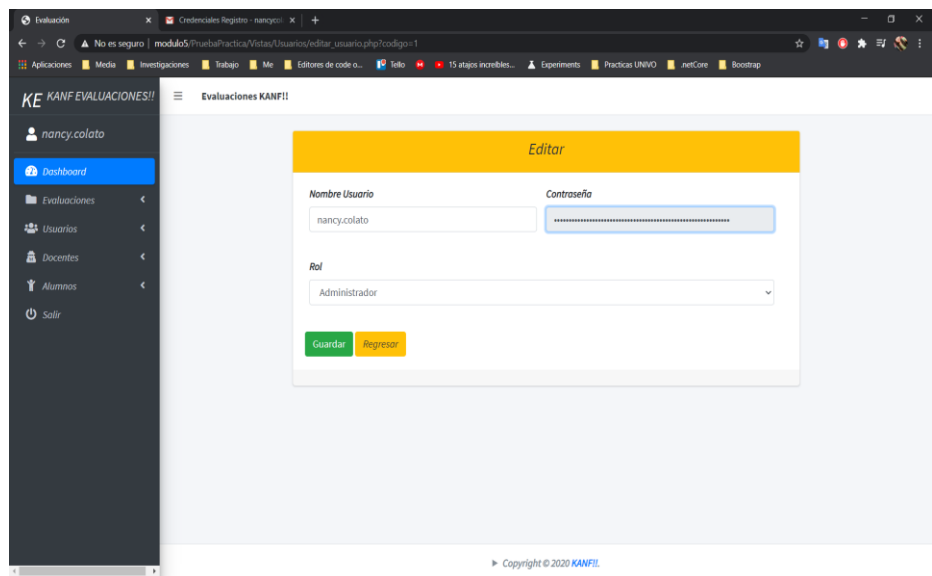 Evaluación
Credenciales Registro - nancycol
No es seguro | modulo5/PruebaPractica/Vistas/Usuarios/editar_usuario.php?codigo=1
Aplicaciones Media Investigaciones Trabajo Me Editores de code o... Tello 15 atajos increíbles... Experiments Practicas UNIVO .netCore Boostrap
KE KANF EVALUACIONES!!
Evaluaciones KANF!!
nancy.colato
Dashboard
Evaluaciones
Usuarios
Docentes
Alumnos
Salir
Editar
Nombre Usuario
Contraseña
nancy.colato
Rol
Administrador
Guardar
Regresar
Copyright © 2020 KANF!!.